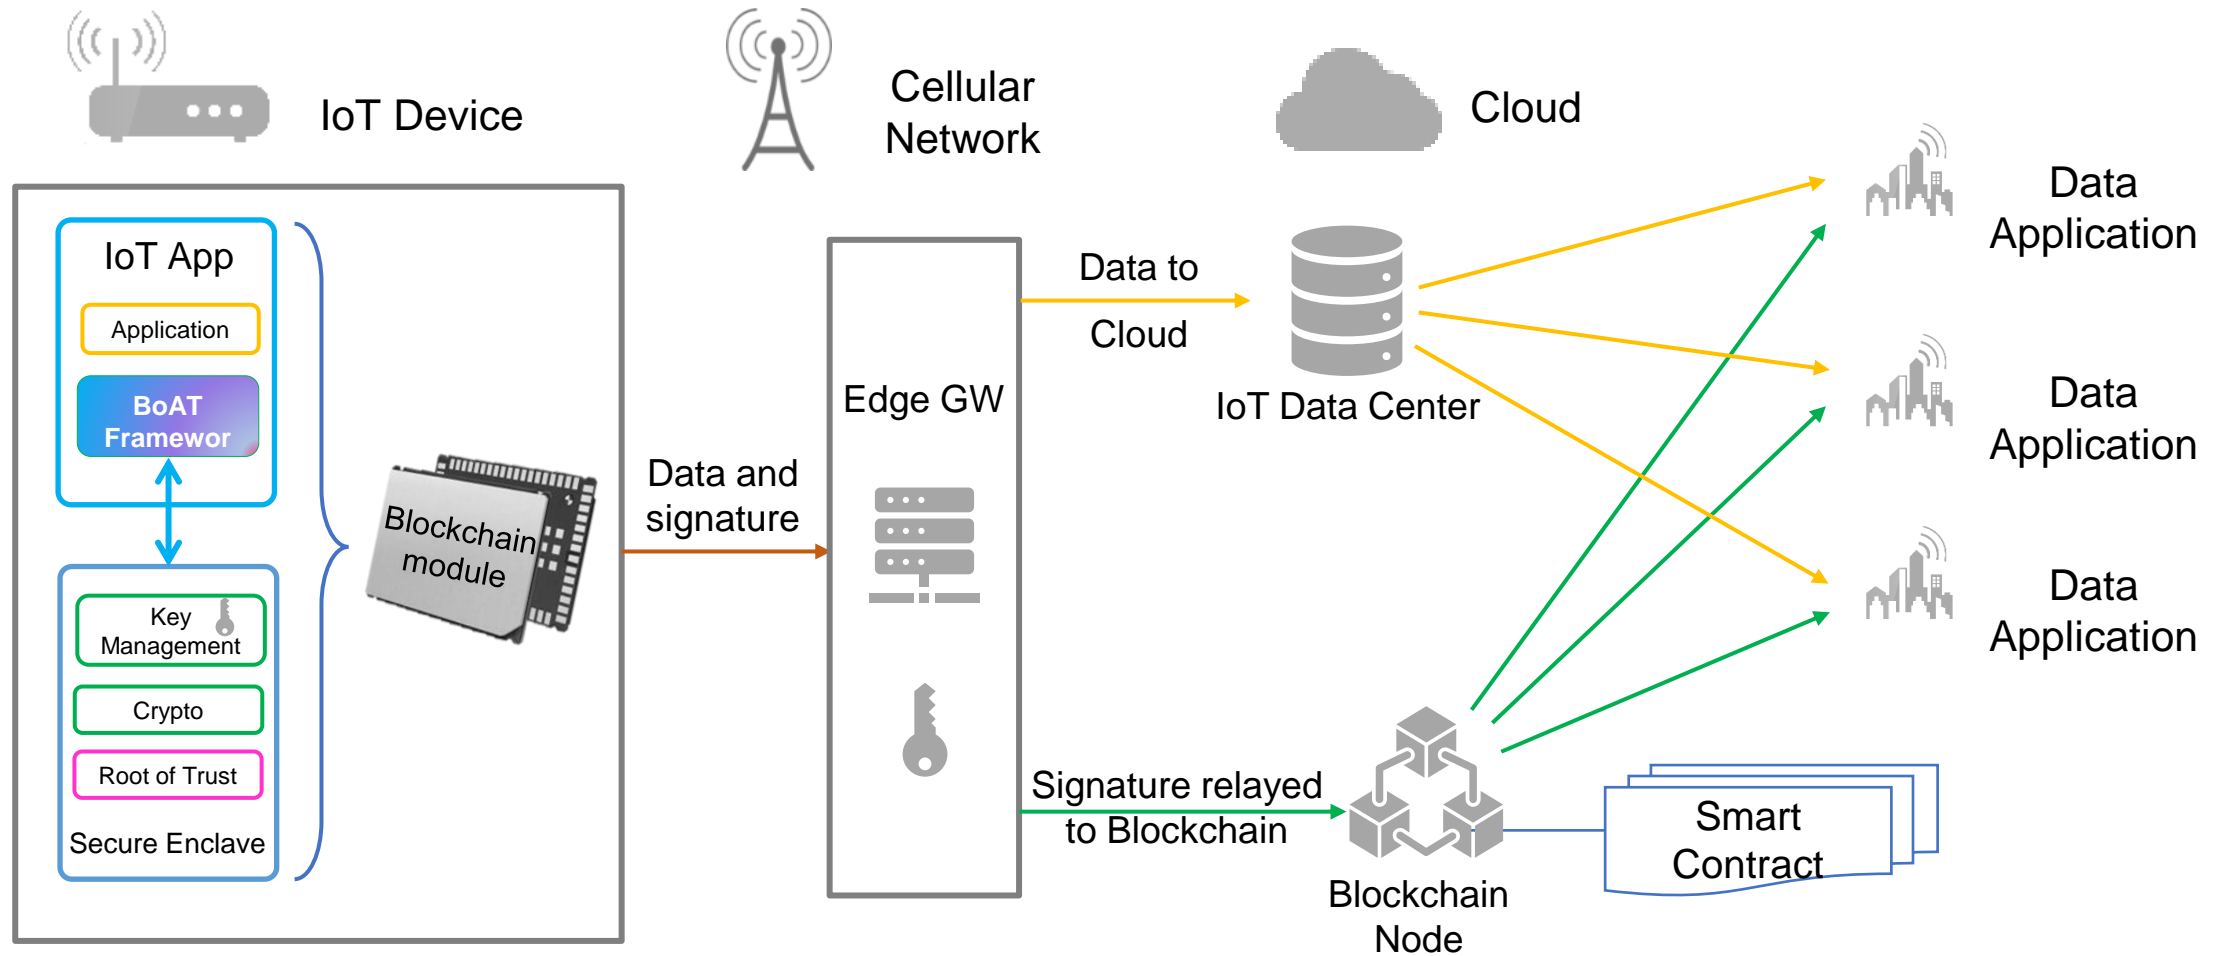 IoT Device
Cellular
Network
Cloud
IoT App
Application
BoAT
Framewor
Key
Management
Crypto
Root of Trust
Secure Enclave
Blockchain
module
Data and
signature
Edge GW
Data to
Cloud
IoT Data Center
Signature relayed
to Blockchain
Blockchain
Node
Smart
Contract
Data
Application
Data
Application
Data
Application